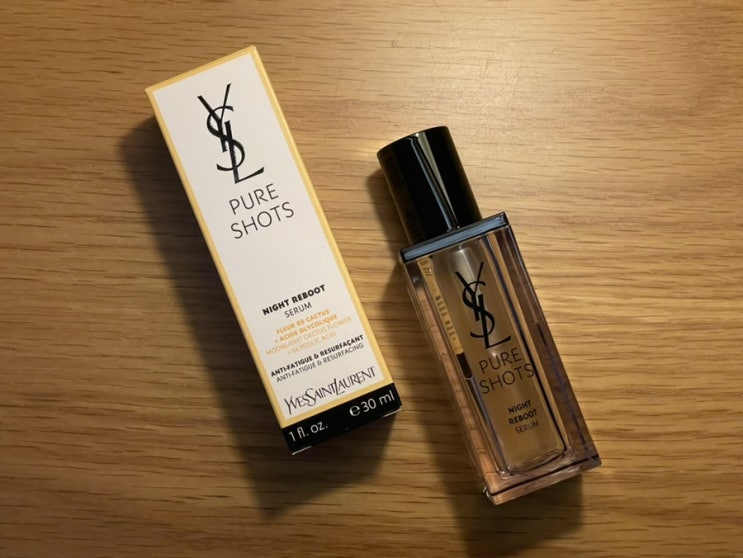 YSL
PURE
SHOTS
NIGHT REBOOT
SERUM
FLEUR DE CACTUS
+ ACIDE GLYCOLIQUE
MOONLIGHT CACTUS FLOWER
+ GLYCOLIC ACID
ANTI-FATIGUE & RESURFAÇANT
ANTI-FATIGUE & RESURFACING
YVESSAINTLAURENT
1 fl. oz. ℮ 30 ml
YSL
PURE
SHOTS
NIGHT
REBOOT
SERUM